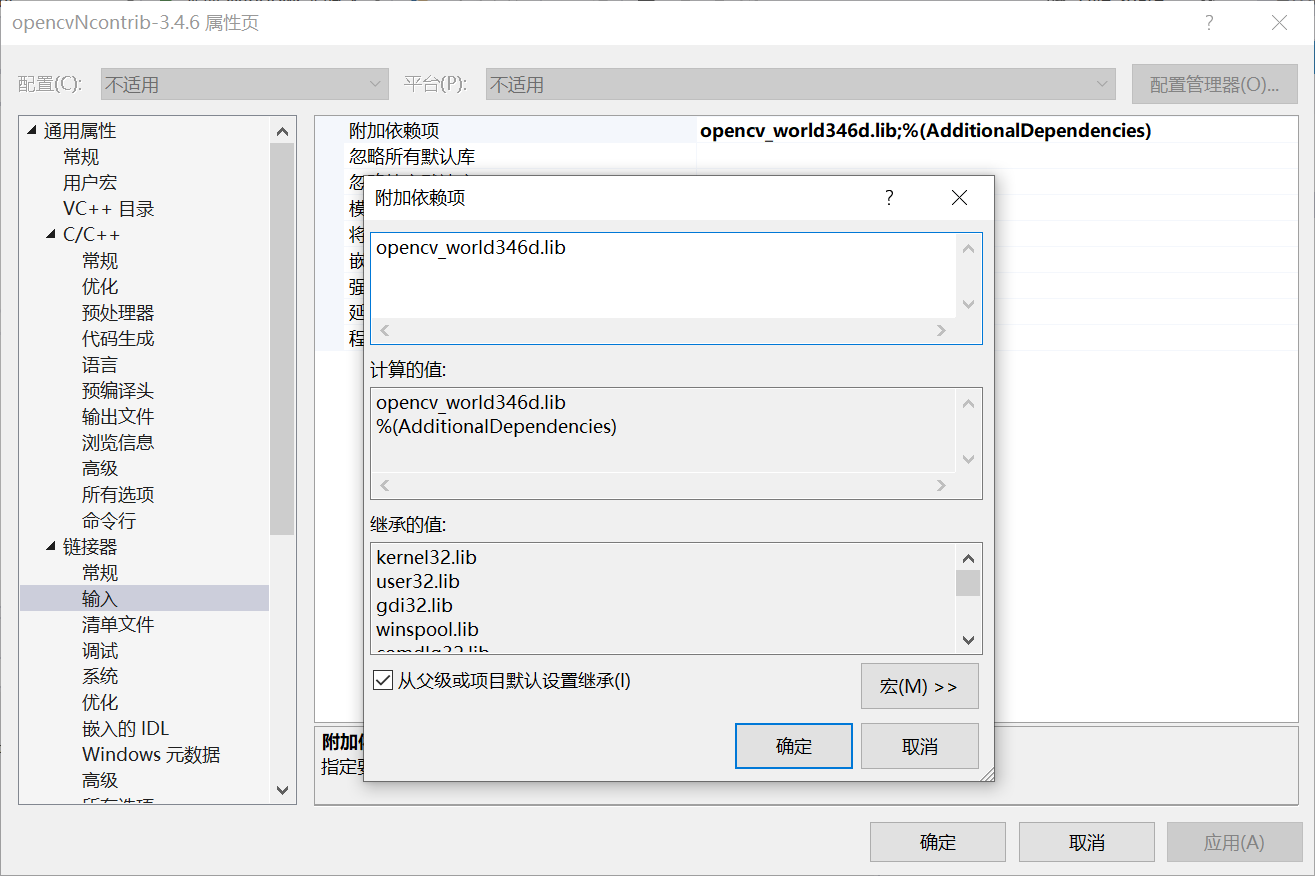 opencvNcontrib-3.4.6 属性页
?
配置(C):
不适用
平台(P):
不适用
配置管理器(O)...
通用属性
常规
用户宏
VC++ 目录
C/C++
常规
优化
预处理器
代码生成
语言
预编译头
输出文件
浏览信息
高级
所有选项
命令行
链接器
常规
输入
清单文件
调试
系统
优化
嵌入的 IDL
Windows 元数据
高级
所有选项
附加依赖项
opencv_world346d.lib;%(AdditionalDependencies)
忽略所有默认库
忽
模
将
嵌
强
延
程
附加依赖项
?
opencv_world346d.lib
计算的值:
opencv_world346d.lib
%(AdditionalDependencies)
继承的值:
kernel32.lib
user32.lib
gdi32.lib
winspool.lib
comdlg32.lib
从父级或项目默认设置继承(I)
宏(M) >>
确定
取消
附加
指定
确定
取消
应用(A)